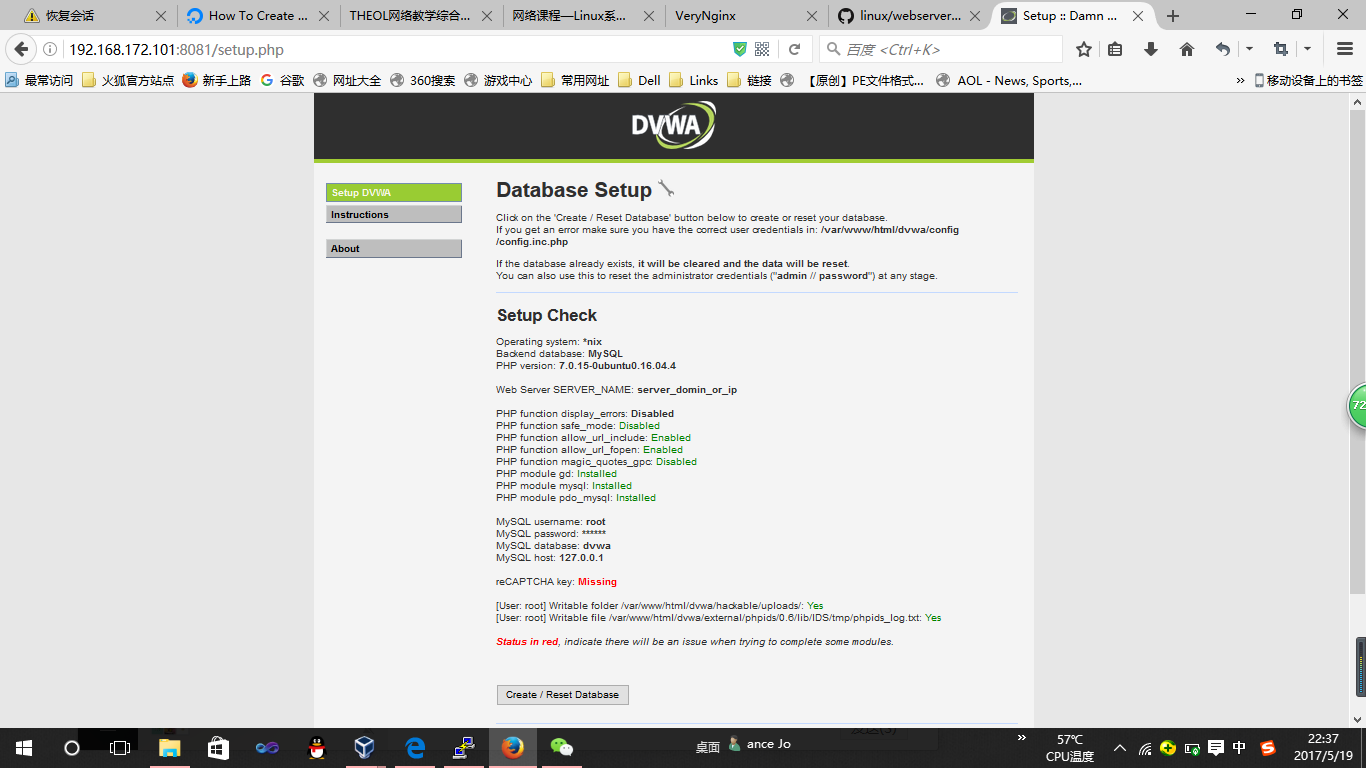 恢复会话
How To Create ...
THEOL网络教学综合...
网络课程—Linux系...
VeryNginx
linux/webserver...
Setup :: Damn ...
192.168.172.101:8081/setup.php
百度 <Ctrl+K>
最常访问
火狐官方站点
新手上路
谷歌
网址大全
360搜索
游戏中心
常用网址
Dell
Links
链接
【原创】PE文件格式...
AOL - News, Sports,...
移动设备上的书签
DVWA
Setup DVWA
Instructions
About
Database Setup
Click on the 'Create / Reset Database' button below to create or reset your database.
If you get an error make sure you have the correct user credentials in: /var/www/html/dvwa/config
/config.inc.php
If the database already exists, it will be cleared and the data will be reset.
You can also use this to reset the administrator credentials ("admin // password") at any stage.
Setup Check
Operating system: *nix
Backend database: MySQL
PHP version: 7.0.15-0ubuntu0.16.04.4
Web Server SERVER_NAME: server_domin_or_ip
PHP function display_errors: Disabled
PHP function safe_mode: Disabled
PHP function allow_url_include: Enabled
PHP function allow_url_fopen: Enabled
PHP function magic_quotes_gpc: Disabled
PHP module gd: Installed
PHP module mysql: Installed
PHP module pdo_mysql: Installed
MySQL username: root
MySQL password: ******
MySQL database: dvwa
MySQL host: 127.0.0.1
reCAPTCHA key: Missing
[User: root] Writable folder /var/www/html/dvwa/hackable/uploads/: Yes
[User: root] Writable file /var/www/html/dvwa/external/phpids/0.6/lib/IDS/tmp/phpids_log.txt: Yes
Status in red, indicate there will be an issue when trying to complete some modules.
Create / Reset Database
72
桌面
ance Jo
57℃
CPU温度
中
22:37
2017/5/19